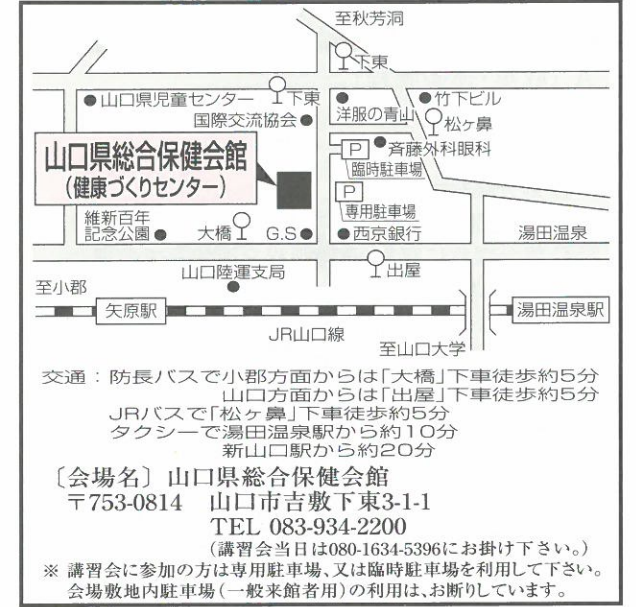 至秋芳洞
下東
山口県児童センター
下東
洋服の青山
竹下ビル
国際交流協会
松ヶ鼻
山口県総合保健会館
(健康づくりセンター)
P
斉藤外科眼科
臨時駐車場
P
専用駐車場
維新百年
記念公園
大橋
G.S
西京銀行
湯田温泉
山口陸運支局
出屋
至小郡
矢原駅
湯田温泉駅
JR山口線
至山口大学
交通：防長バスで小郡方面からは「大橋」下車徒歩約5分
山口方面からは「出屋」下車徒歩約5分
JRバスで「松ヶ鼻」下車徒歩約5分
タクシーで湯田温泉駅から約10分
新山口駅から約20分
〔会場名〕山口県総合保健会館
〒753-0814 山口市吉敷下東3-1-1
TEL 083-934-2200
(講習会当日は080-1634-5396にお掛け下さい。)
※ 講習会に参加の方は専用駐車場、又は臨時駐車場を利用して下さい。
会場敷地内駐車場(一般来館者用)の利用は、お断りしています。